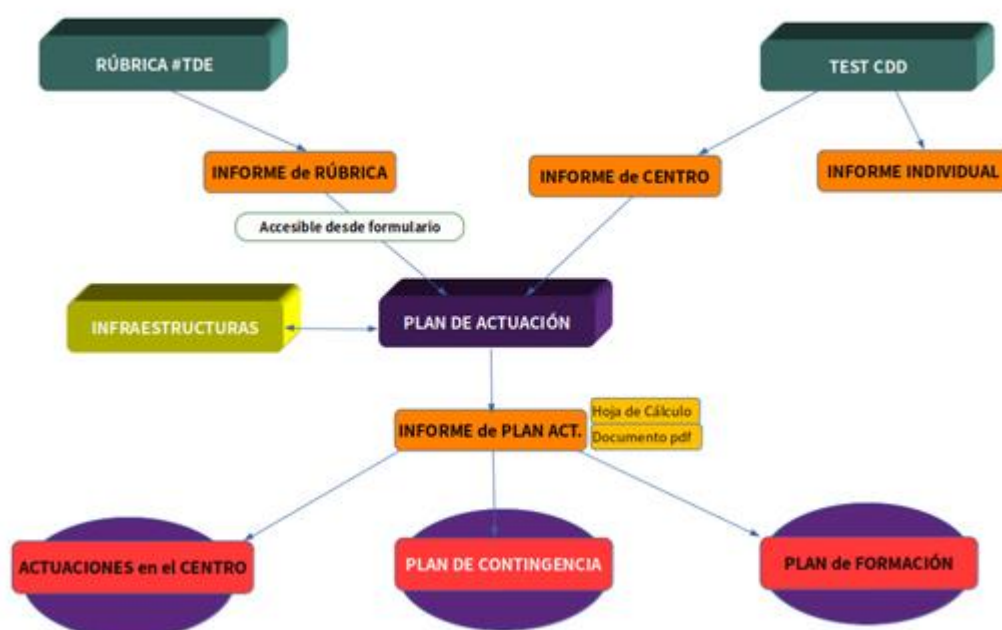 RÚBRICA #TDE
TEST CDD
INFORME de RÚBRICA
INFORME de CENTRO
INFORME INDIVIDUAL
Accesible desde formulario
INFRAESTRUCTURAS
PLAN DE ACTUACIÓN
INFORME de PLAN ACT.
Hoja de Cálculo
Documento pdf
ACTUACIONES en el CENTRO
PLAN DE CONTINGENCIA
PLAN de FORMACIÓN